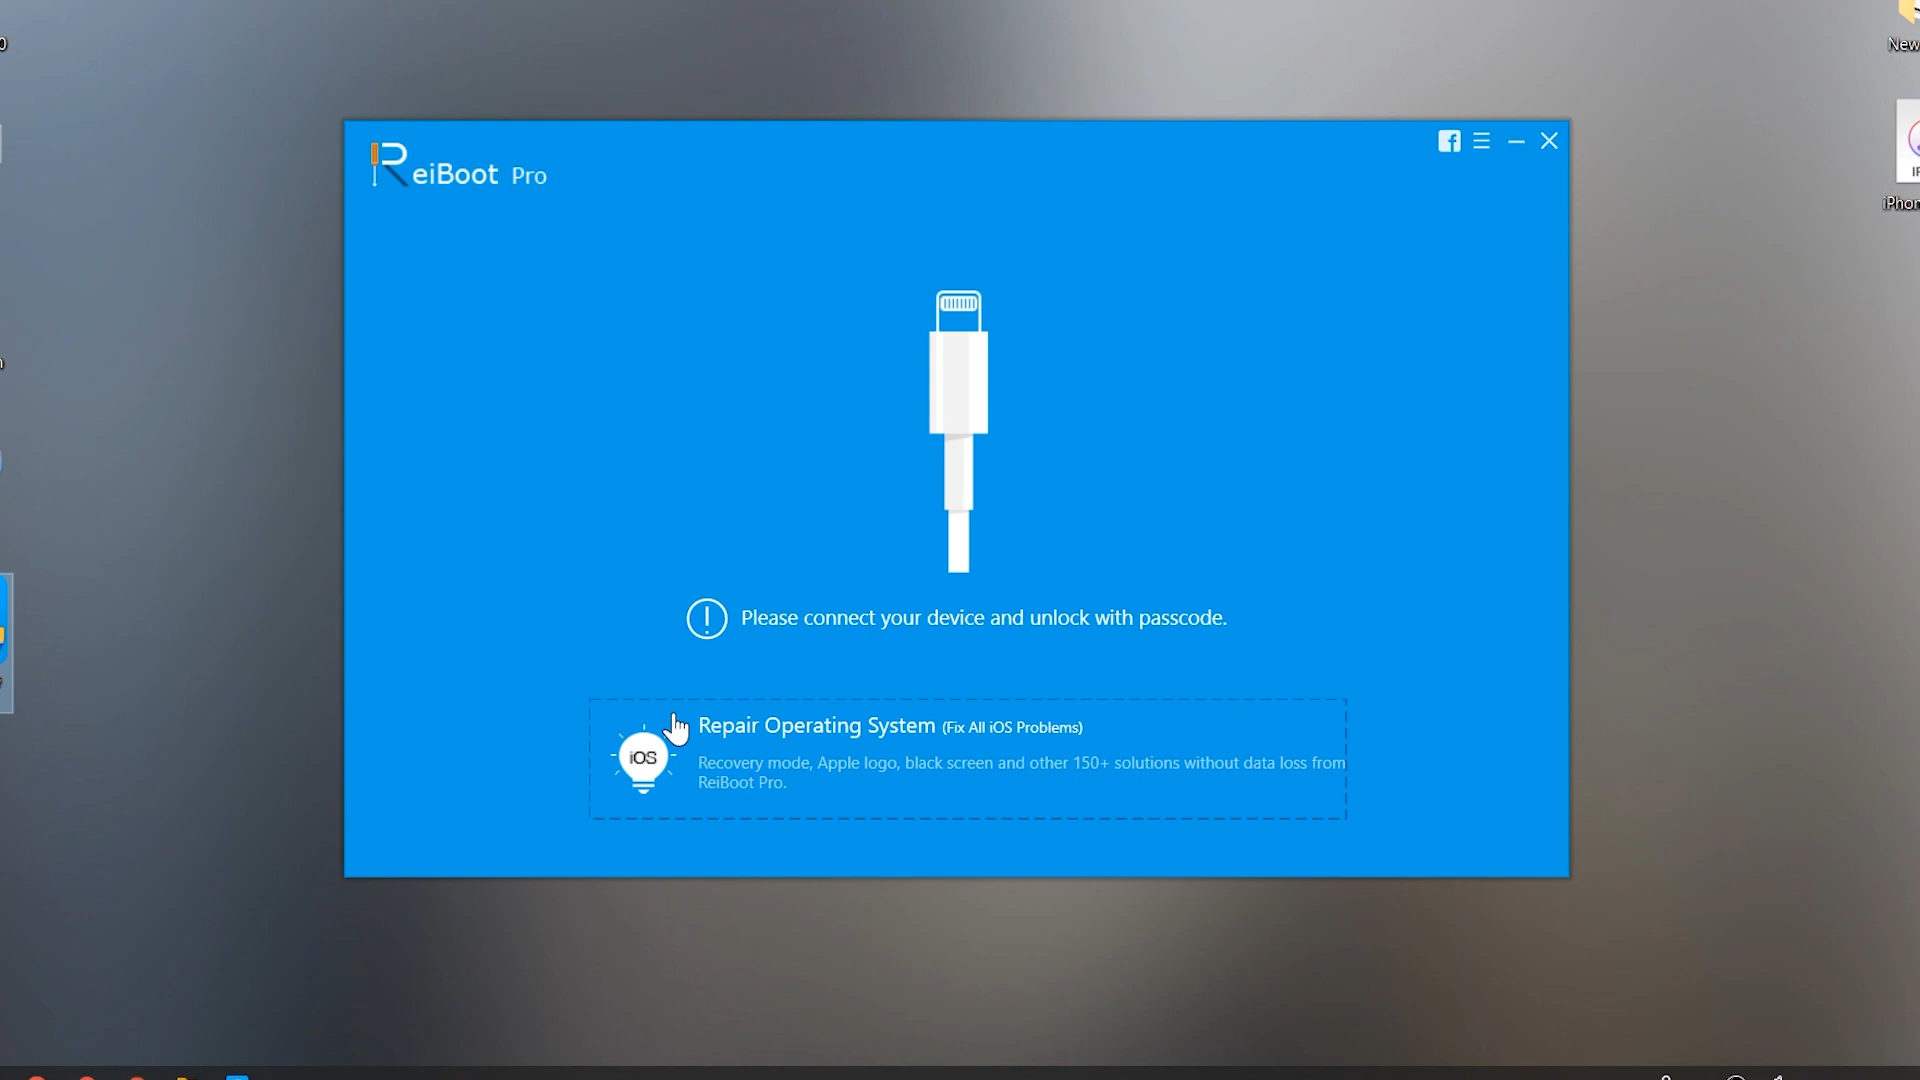 New
iPhon
ReiBoot Pro
Please connect your device and unlock with passcode.
Repair Operating System (Fix All iOS Problems)
iOS
Recovery mode, Apple logo, black screen and other 150+ solutions without data loss from
ReiBoot Pro.